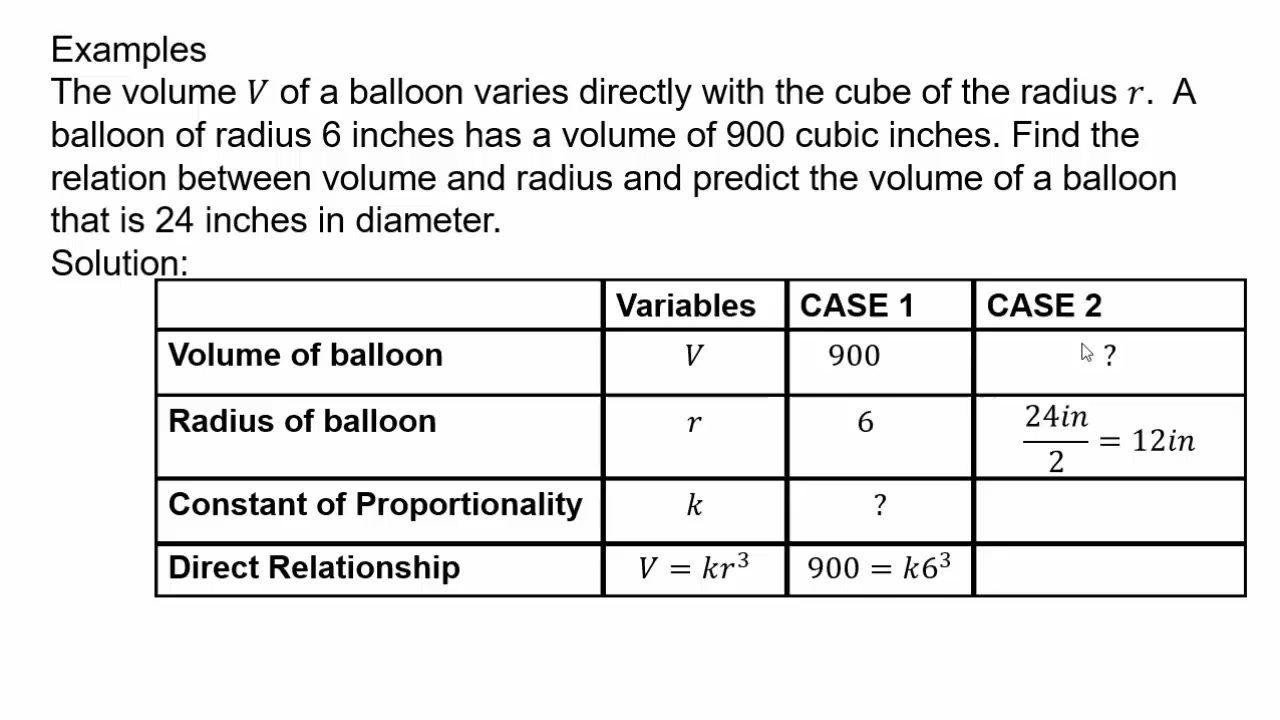 Examples
The volume V of a balloon varies directly with the cube of the radius r. A
balloon of radius 6 inches has a volume of 900 cubic inches. Find the
relation between volume and radius and predict the volume of a balloon
that is 24 inches in diameter.
Solution:
Variables CASE 1 CASE 2
Volume of balloon V 900 ?
Radius of balloon r 6 24in/2 = 12in
Constant of Proportionality k ?
Direct Relationship V = kr³ 900 = k6³